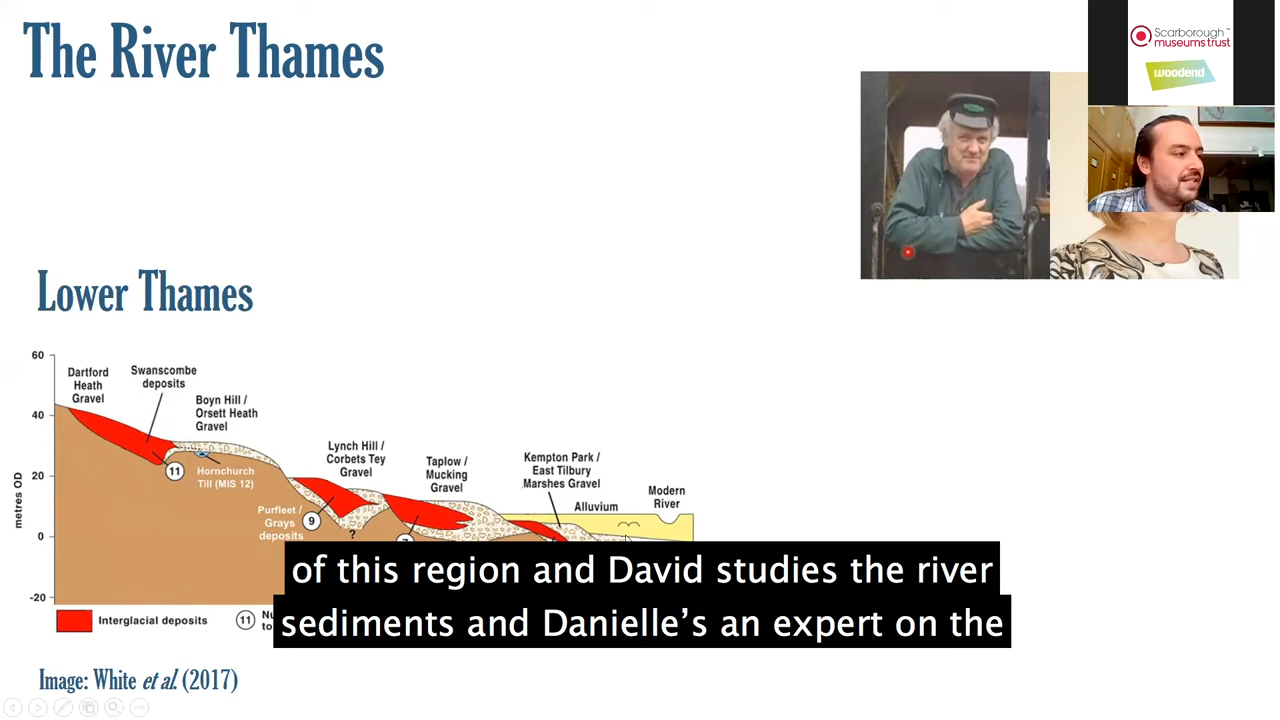 The River Thames
Scarborough™
museums trust
woodend
Lower Thames
60
40
20
0
-20
metres OD
Dartford
Heath
Gravel
Swanscombe
deposits
Boyn Hill /
Orsett Heath
Gravel
11
Hornchurch
Till (MIS 12)
Lynch Hill /
Corbets Tey
Gravel
Purfleet /
Grays
deposits
9
?
Taplow /
Mucking
Gravel
Kempton Park /
East Tilbury
Marshes Gravel
Alluvium
Modern
River
of this region and David studies the river
sediments and Danielle’s an expert on the
Interglacial deposits
11
to
Image: White et al. (2017)